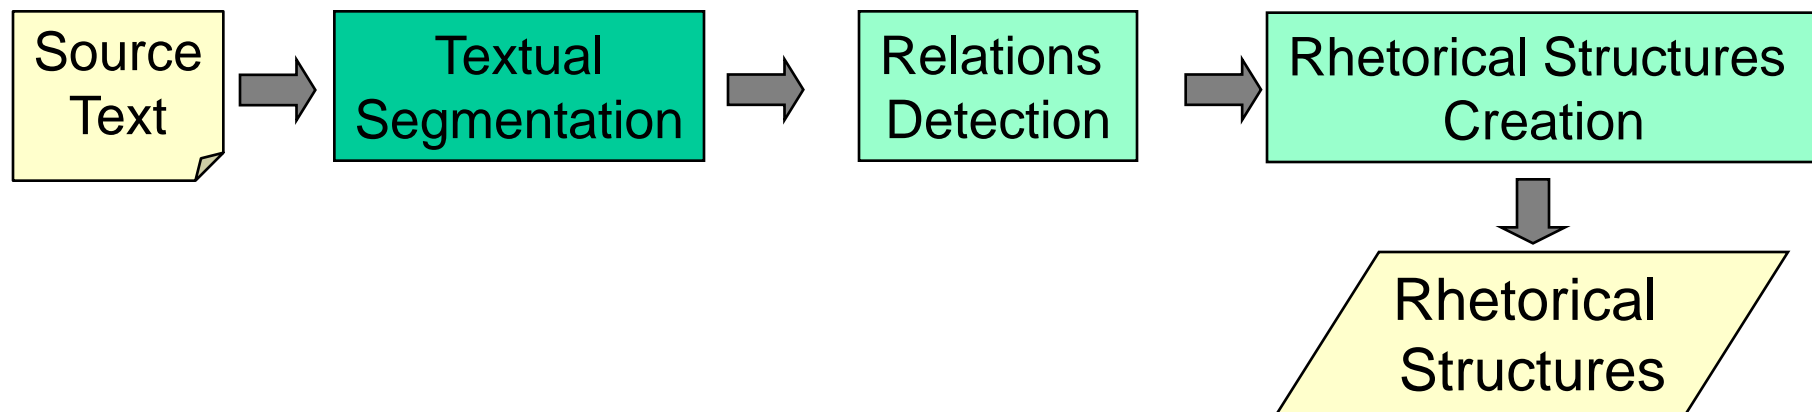 Source
Text
Textual
Segmentation
Relations
Detection
Rhetorical Structures
Creation
Rhetorical
Structures